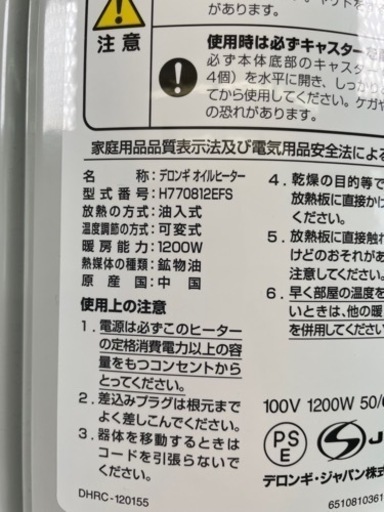 があります。
注意
使用時は必ずキャスターを
必ず本体底部のキャスタ
4個）を水平に開き、しっかり
てから使用してください。ケガや
の恐れがあります。
家庭用品品質表示法及び電気用品安全法による
名称：デロンギ オイルヒーター
型式番号：H770812EFS
放熱の方式：油入式
温度調節の方式：可変式
暖房能力：1200W
熱媒体の種類：鉱物油
原産国：中国
使用上の注意
1．電源は必ずこのヒーター
の定格消費電力以上の容
量をもつコンセントから
とってください。
2．差込みプラグは根元まで
よく差しこんでください。
3．器体を移動するときは
コードを引張らないでく
ださい。
DHRC-120155
4．乾燥の目的等で
放熱板に直接かけ
ください。
5．放熱板に直接触れ
けどのおそれがあ
注意してください。
6．早く部屋の温度を
いときは、他の暖
を併用してください
100V 1200W 50/6
PSE
デロンギ・ジャパン株式
6510810361